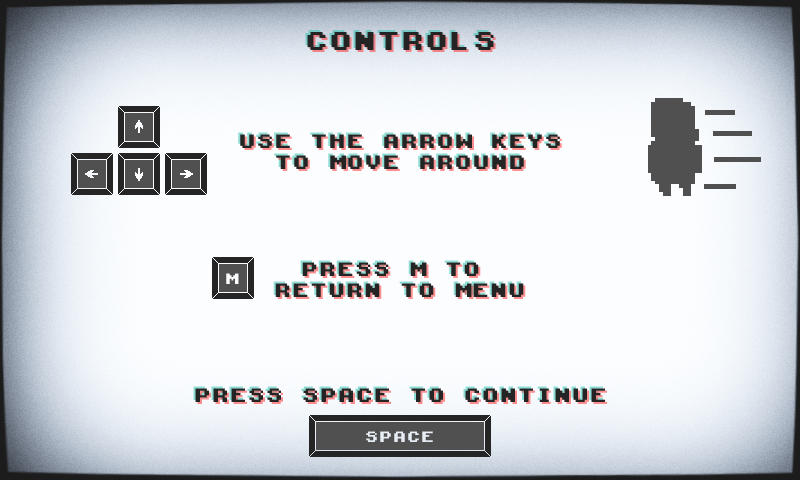 CONTROLS
↑
← ↓ →
USE THE ARROW KEYS
TO MOVE AROUND
M
PRESS M TO
RETURN TO MENU
PRESS SPACE TO CONTINUE
SPACE